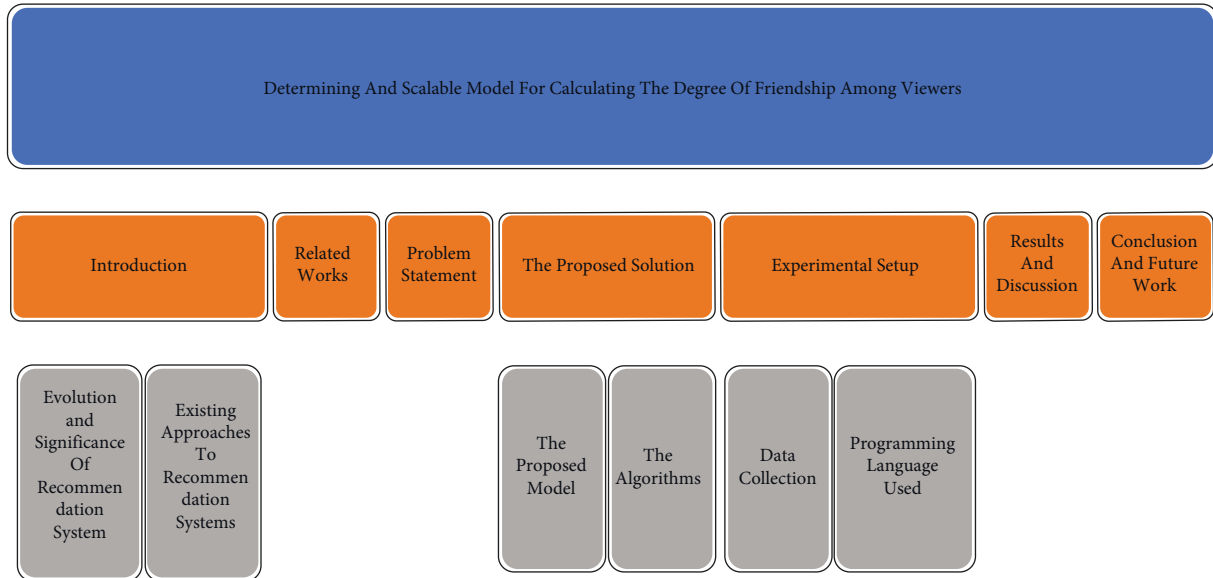 Determining And Scalable Model For Calculating The Degree Of Friendship Among Viewers
Introduction
Related
Works
Problem
Statement
The Proposed Solution
Experimental Setup
Results
And
Discussion
Conclusion
And Future
Work
Evolution
and
Significance
Of
Recommen
dation
System
Existing
Approaches
To
Recommen
dation
Systems
The
Proposed
Model
The
Algorithms
Data
Collection
Programming
Language
Used